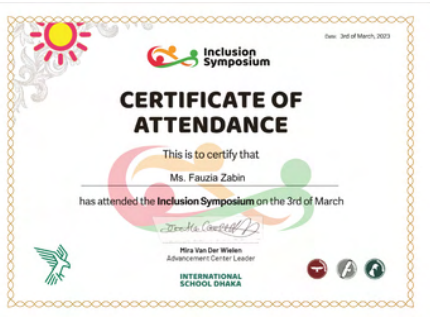 Date: 3rd of March, 2023
Inclusion
Symposium
CERTIFICATE OF
ATTENDANCE
This is to certify that
Ms. Fauzia Zabin
has attended the Inclusion Symposium on the 3rd of March
Mira Van Der Wielen
Advancement Center Leader
INTERNATIONAL
SCHOOL DHAKA